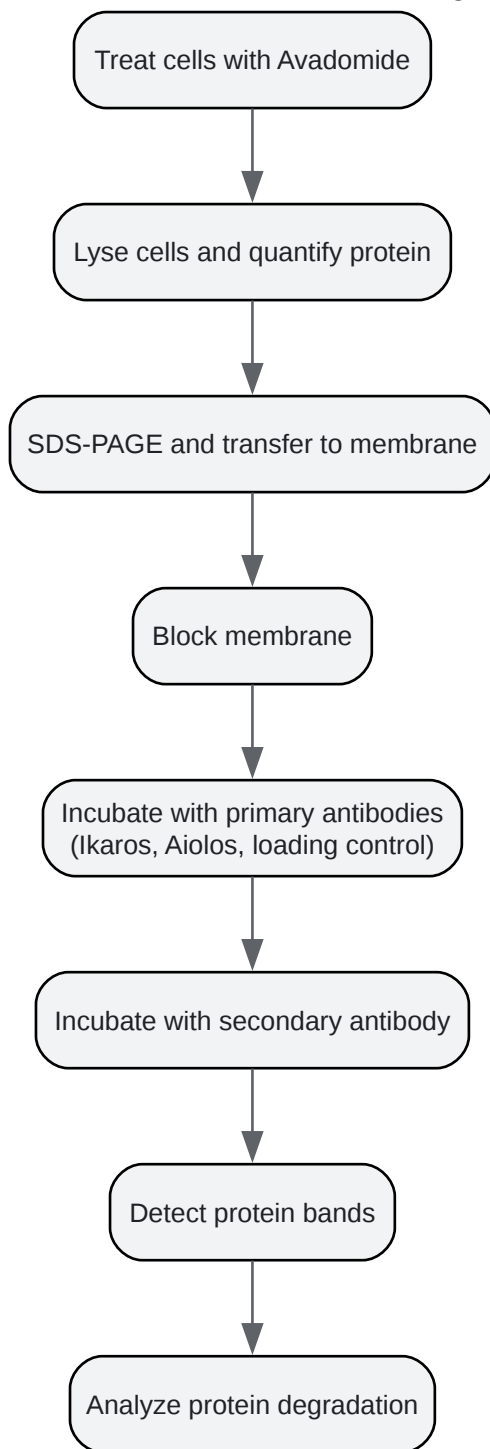 Treat cells with Avadomide
Lyse cells and quantify protein
SDS-PAGE and transfer to membrane
Block membrane
Incubate with primary antibodies
(Ikaros, Aiolos, loading control)
Incubate with secondary antibody
Detect protein bands
Analyze protein degradation